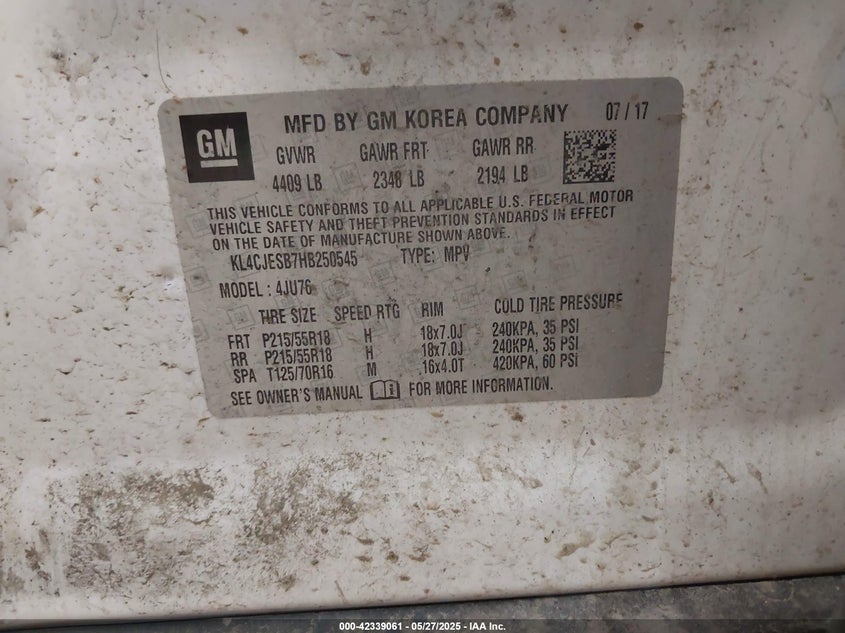 GM
MFD BY GM KOREA COMPANY 07 / 17
GVWR GAWR FRT GAWR RR
4409 LB 2348 LB 2194 LB
THIS VEHICLE CONFORMS TO ALL APPLICABLE U.S. FEDERAL MOTOR
VEHICLE SAFETY AND THEFT PREVENTION STANDARDS IN EFFECT
ON THE DATE OF MANUFACTURE SHOWN ABOVE.
KL4CJESB7HB250545 TYPE: MPV
MODEL : 4JU76
TIRE SIZE SPEED RTG RIM COLD TIRE PRESSURE
FRT P215/55R18 H 18x7.0J 240KPA, 35 PSI
RR P215/55R18 H 18x7.0J 240KPA, 35 PSI
SPA T125/70R16 M 16x4.0T 420KPA, 60 PSI
SEE OWNER'S MANUAL FOR MORE INFORMATION.
000-42339061 - 05/27/2025 - IAA Inc.